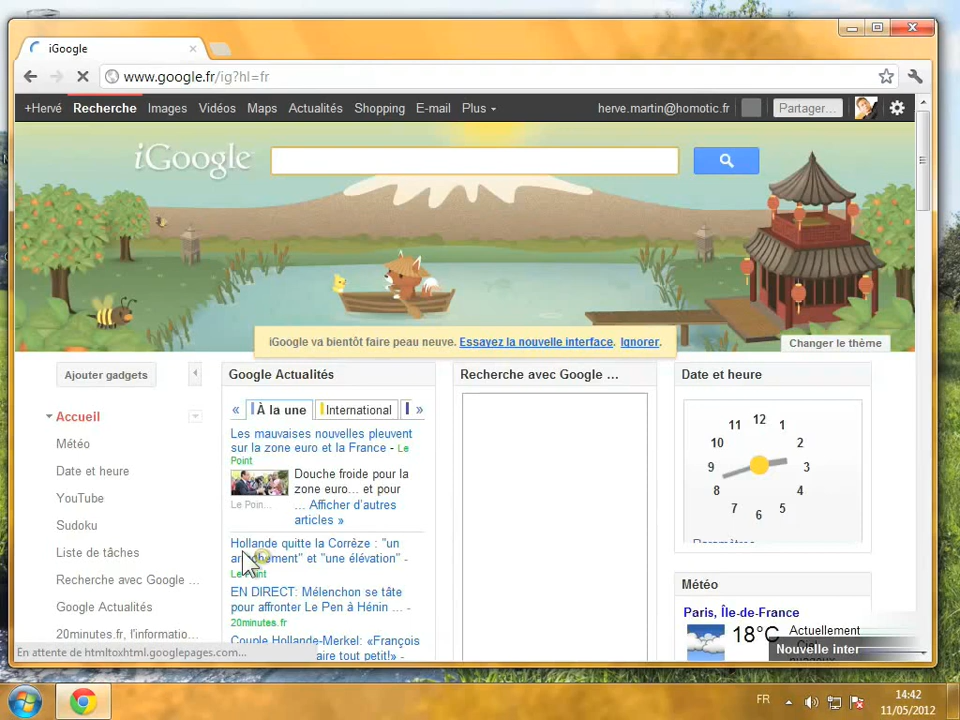 iGoogle
www.google.fr/ig?hl=fr
+Hervé Recherche Images Vidéos Maps Actualités Shopping E-mail Plus herve.martin@homotic.fr Partager...
iGoogle
iGoogle va bientôt faire peau neuve. Essayez la nouvelle interface. Ignorer.
Changer le thème
Ajouter gadgets
Accueil
Météo
Date et heure
YouTube
Sudoku
Liste de tâches
Recherche avec Google ...
Google Actualités
20minutes.fr, l'informatio...
Google Actualités
« À la une International »
Les mauvaises nouvelles pleuvent
sur la zone euro et la France - Le
Point
Douche froide pour la
zone euro... et pour
Le Poin...
... Afficher d'autres
articles »
Hollande quitte la Corrèze : "un
et "une élévation" -
Le Point
EN DIRECT: Mélenchon se tâte
pour affronter Le Pen à Hénin ... -
20minutes.fr
Couple Hollande-Merkel: «François
aire tout petit!» -
Recherche avec Google ...
Date et heure
12
11 1
10 2
9 3
8 4
7 5
6
Paramètres
Météo
Paris, Île-de-France
18°C
Actuellement
Nouvelle inter
En attente de htmltoxhtml.googlepages.com...
FR
14:42
11/05/2012